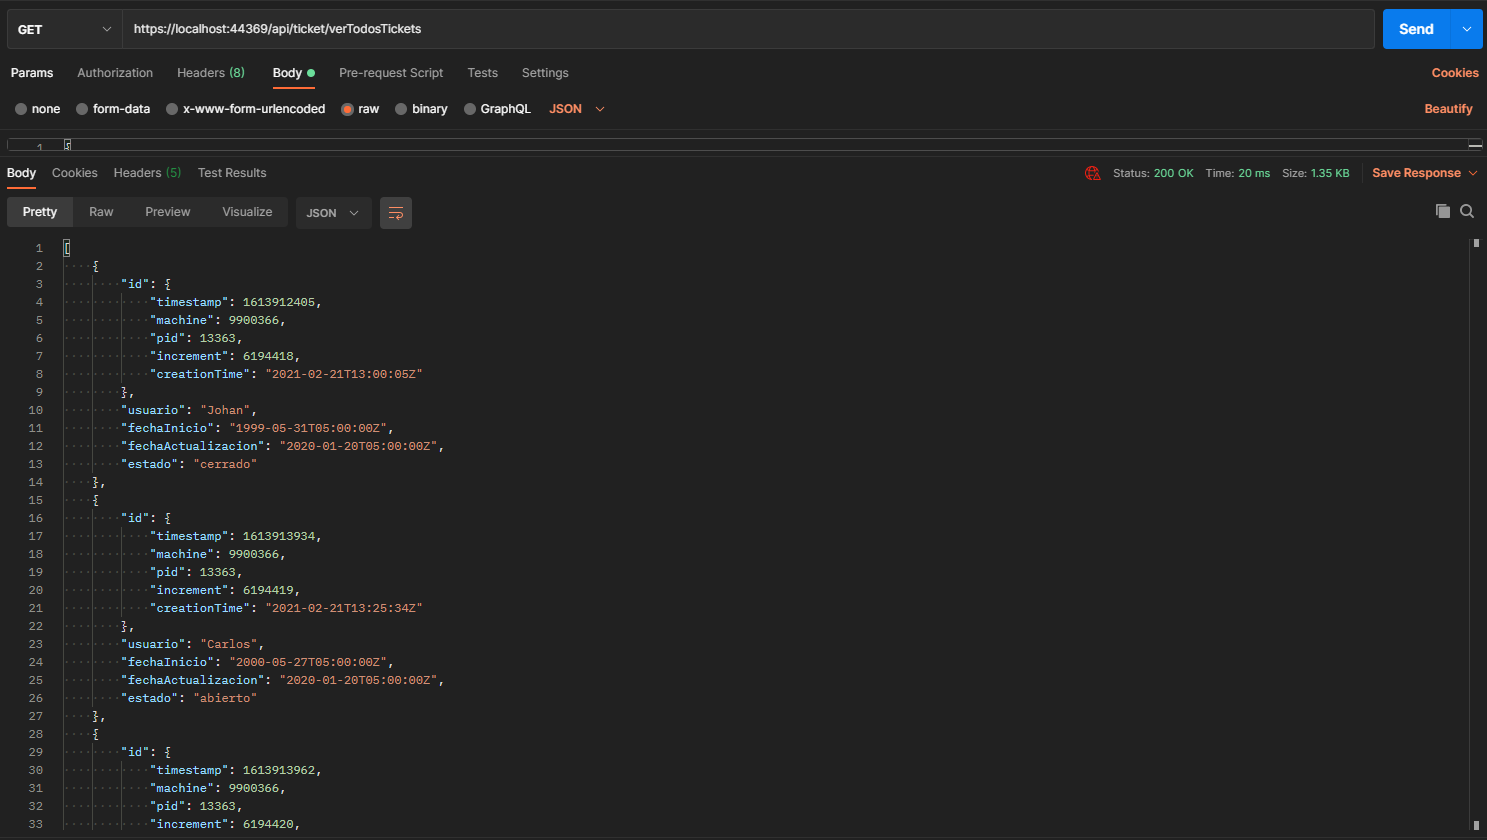 GET https://localhost:44369/api/ticket/verTodosTickets Send
Params Authorization Headers (8) Body Pre-request Script Tests Settings Cookies
none form-data x-www-form-urlencoded raw binary GraphQL JSON Beautify
1 {
Body Cookies Headers (5) Test Results Status: 200 OK Time: 20 ms Size: 1.35 KB Save Response
Pretty Raw Preview Visualize JSON
1 [
2 {
3 "id": {
4 "timestamp": 1613912405,
5 "machine": 9900366,
6 "pid": 13363,
7 "increment": 6194418,
8 "creationTime": "2021-02-21T13:00:05Z"
9 },
10 "usuario": "Johan",
11 "fechaInicio": "1999-05-31T05:00:00Z",
12 "fechaActualizacion": "2020-01-20T05:00:00Z",
13 "estado": "cerrado"
14 },
15 {
16 "id": {
17 "timestamp": 1613913934,
18 "machine": 9900366,
19 "pid": 13363,
20 "increment": 6194419,
21 "creationTime": "2021-02-21T13:25:34Z"
22 },
23 "usuario": "Carlos",
24 "fechaInicio": "2000-05-27T05:00:00Z",
25 "fechaActualizacion": "2020-01-20T05:00:00Z",
26 "estado": "abierto"
27 },
28 {
29 "id": {
30 "timestamp": 1613913962,
31 "machine": 9900366,
32 "pid": 13363,
33 "increment": 6194420,